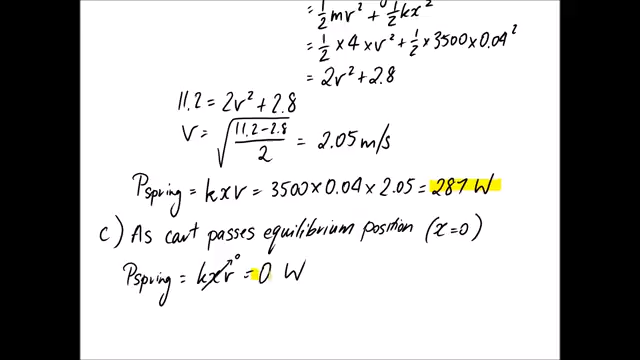 = 1/2 mv² + 1/2 kx²
= 1/2 × 4 × v² + 1/2 × 3500 × 0.04²
= 2v² + 2.8
11.2 = 2v² + 2.8
V = √((11.2 - 2.8)/2) = 2.05 m/s
Pspring = kxv = 3500 × 0.04 × 2.05 = 287 W
c) As cart passes equilibrium position (x=0)
Pspring = kxv⁰ = 0 W